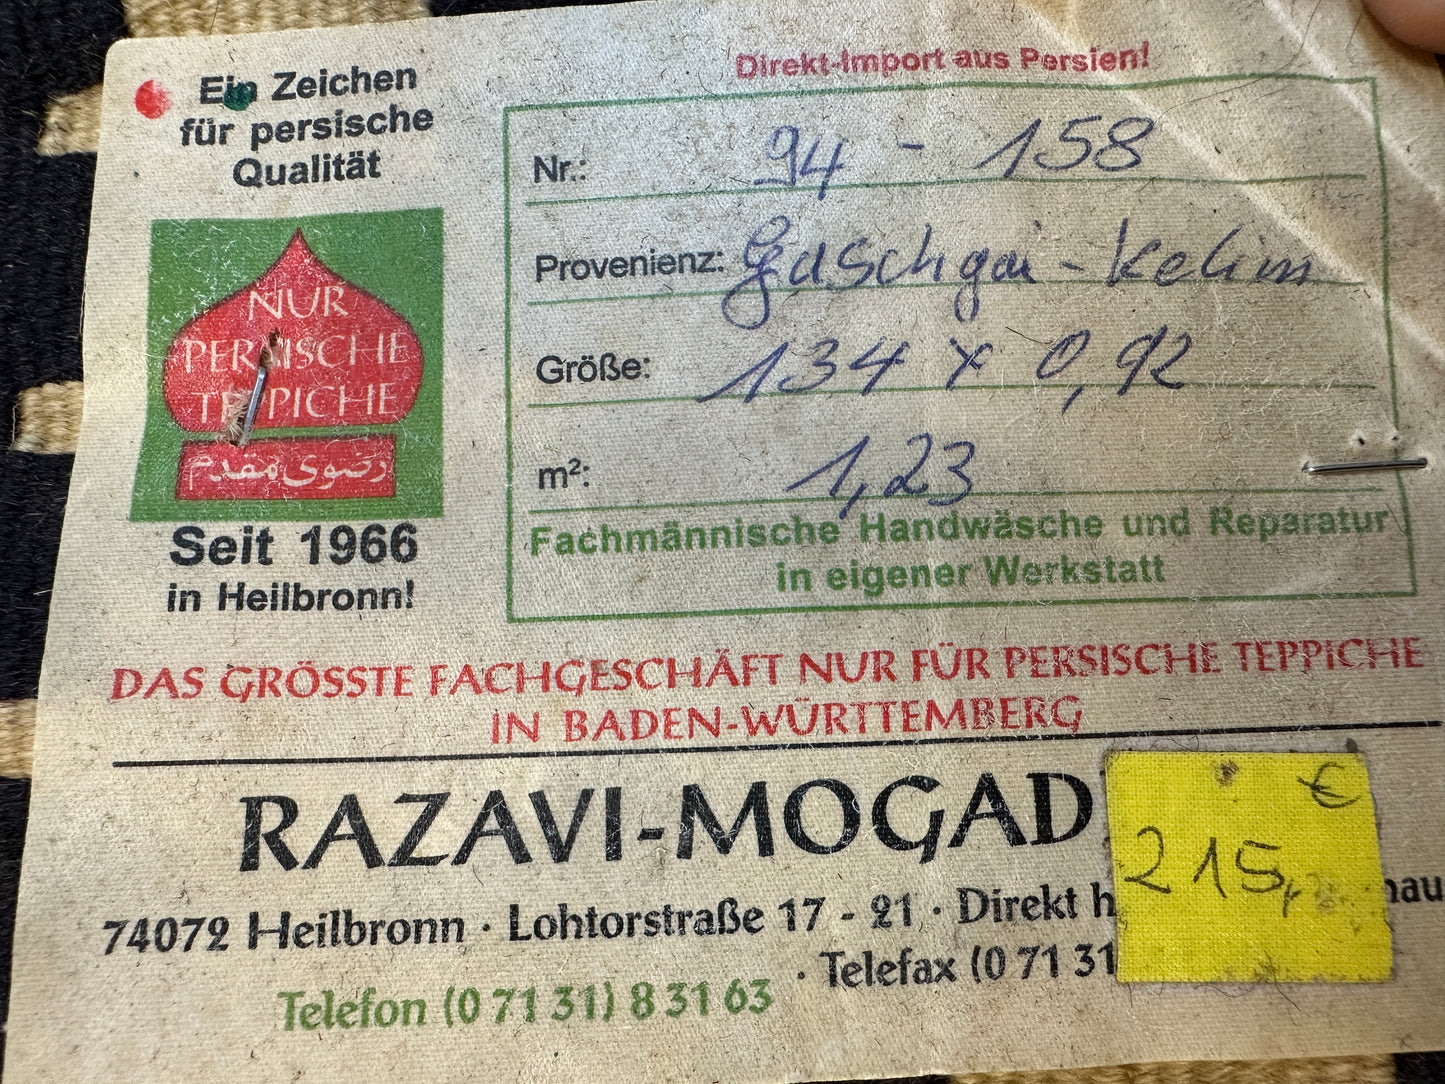 Ein Zeichen
für persische
Qualität
NUR
PERSISCHE
TEPPICHE
رضوی مقدم
Seit 1966
in Heilbronn!
Direkt-Import aus Persien!
Nr.: 94 - 158
Provenienz: Gaschgai - Kelim
Größe: 134 x 0,92
m²: 1,23
Fachmännische Handwäsche und Reparatur
in eigener Werkstatt
DAS GRÖSSTE FACHGESCHÄFT NUR FÜR PERSISCHE TEPPICHE
IN BADEN-WÜRTTEMBERG
RAZAVI-MOGAD
€
215,-
74072 Heilbronn · Lohtorstraße 17 - 21 · Direkt h
· Telefax (0 71 31
Telefon (0 71 31) 8 31 63